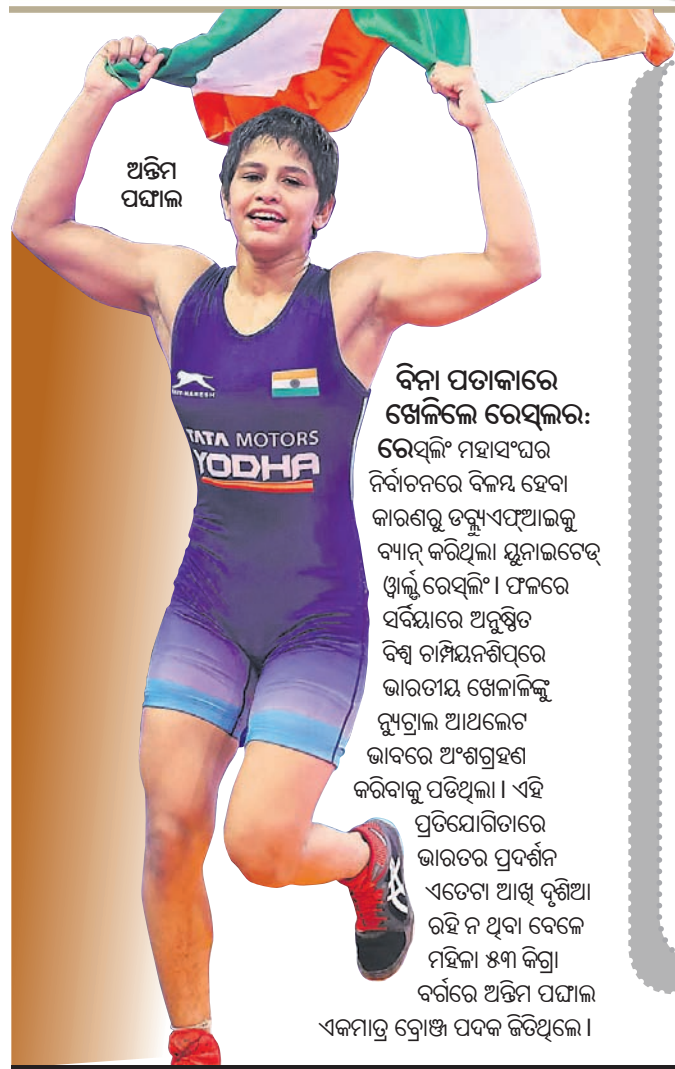 ଅନ୍ତିମ
ପଙ୍ଘାଲ
TATA MOTORS
YODHA
ବିନା ପତାକାରେ
ଖେଳିଲେ ରେସ୍‌ଲର:
ରେସ୍‌ଲିଂ ମହାସଂଘର
ନିର୍ବାଚନରେ ବିଳମ୍ବ ହେବା
କାରଣରୁ ଡବ୍ଲ୍ୟୁଏଫ୍‌ଆଇକୁ
ବ୍ୟାନ୍ କରିଥିଲା ୟୁନାଇଟେଡ୍
ୱାର୍ଲ୍ଡ ରେସ୍‌ଲିଂ । ଫଳରେ
ସର୍ବିୟାରେ ଅନୁଷ୍ଠିତ
ବିଶ୍ୱ ଚାମ୍ପିୟନଶିପ୍‌ରେ
ଭାରତୀୟ ଖେଳାଳିଙ୍କୁ
ନ୍ୟୁଟ୍ରାଲ ଆଥଲେଟ
ଭାବରେ ଅଂଶଗ୍ରହଣ
କରିବାକୁ ପଡିଥିଲା । ଏହି
ପ୍ରତିଯୋଗିତାରେ
ଭାରତର ପ୍ରଦର୍ଶନ
ଏତେଟା ଆଖି ଦୃଶିଆ
ରହି ନ ଥିବା ବେଳେ
ମହିଳା ୫୩ କିଗ୍ରା
ବର୍ଗରେ ଅନ୍ତିମ ପଙ୍ଘାଲ
ଏକମାତ୍ର ବ୍ରୋଞ୍ଜ ପଦକ ଜିତିଥିଲେ ।